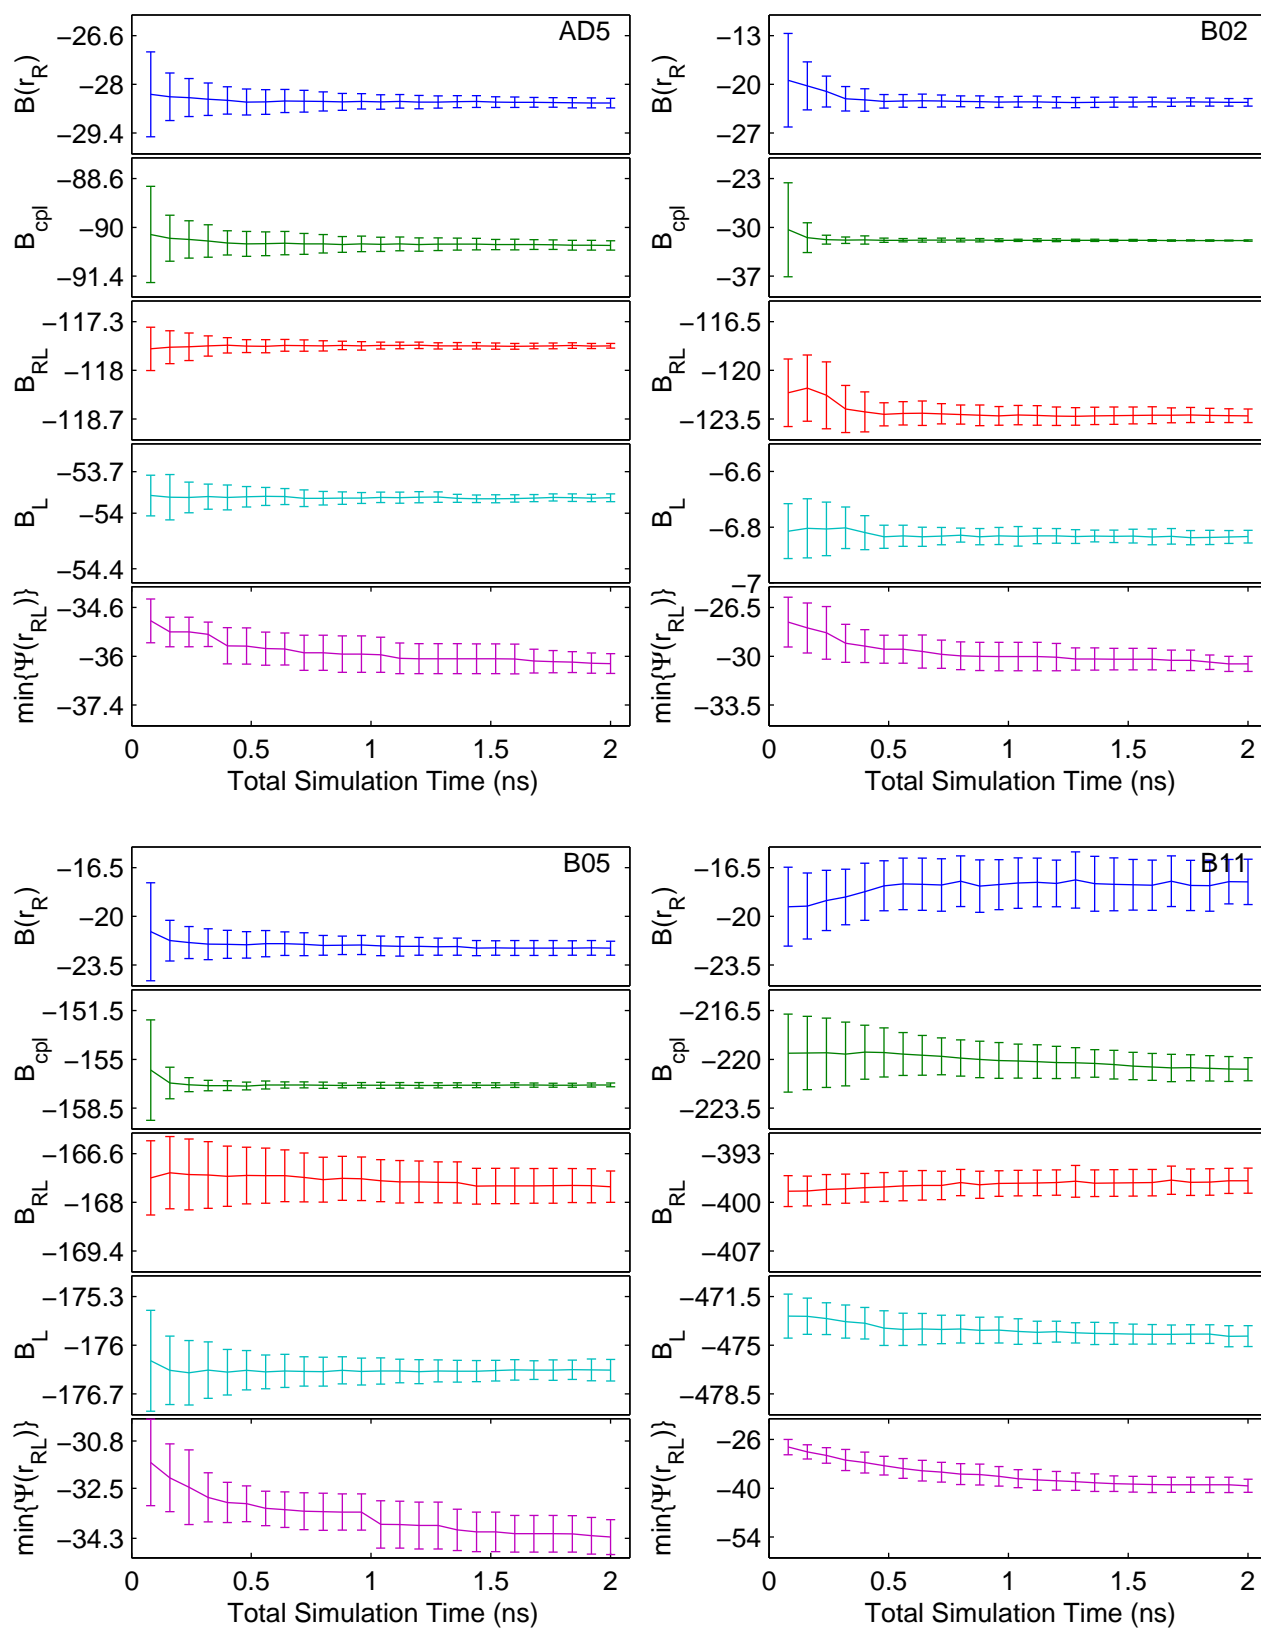 AD5
B(r_R)
−26.6
−28
−29.4
B_cpl
−88.6
−90
−91.4
B_RL
−117.3
−118
−118.7
B_L
−53.7
−54
−54.4
min{Ψ(r_RL)}
−34.6
−36
−37.4
0 0.5 1 1.5 2
Total Simulation Time (ns)
B02
B(r_R)
−13
−20
−27
B_cpl
−23
−30
−37
B_RL
−116.5
−120
−123.5
B_L
−6.6
−6.8
−7
min{Ψ(r_RL)}
−26.5
−30
−33.5
0 0.5 1 1.5 2
Total Simulation Time (ns)
B05
B(r_R)
−16.5
−20
−23.5
B_cpl
−151.5
−155
−158.5
B_RL
−166.6
−168
−169.4
B_L
−175.3
−176
−176.7
min{Ψ(r_RL)}
−30.8
−32.5
−34.3
0 0.5 1 1.5 2
Total Simulation Time (ns)
B11
B(r_R)
−16.5
−20
−23.5
B_cpl
−216.5
−220
−223.5
B_RL
−393
−400
−407
B_L
−471.5
−475
−478.5
min{Ψ(r_RL)}
−26
−40
−54
0 0.5 1 1.5 2
Total Simulation Time (ns)